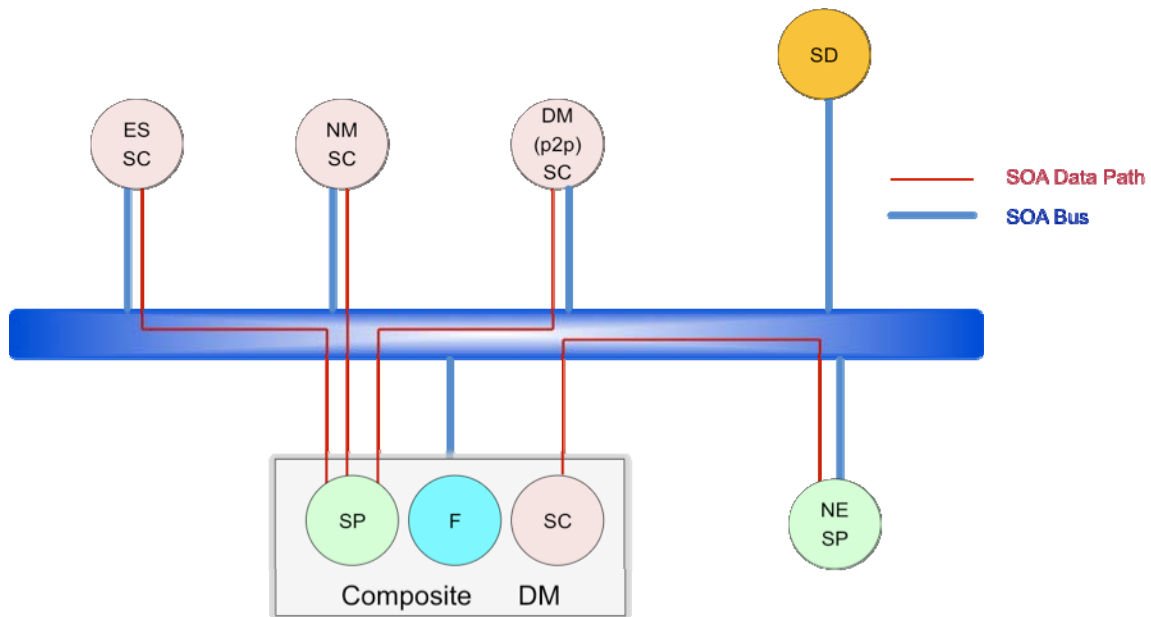 SD
ES
SC
NM
SC
DM
(p2p)
SC
SOA Data Path
SOA Bus
SP
F
SC
NE
SP
Composite DM